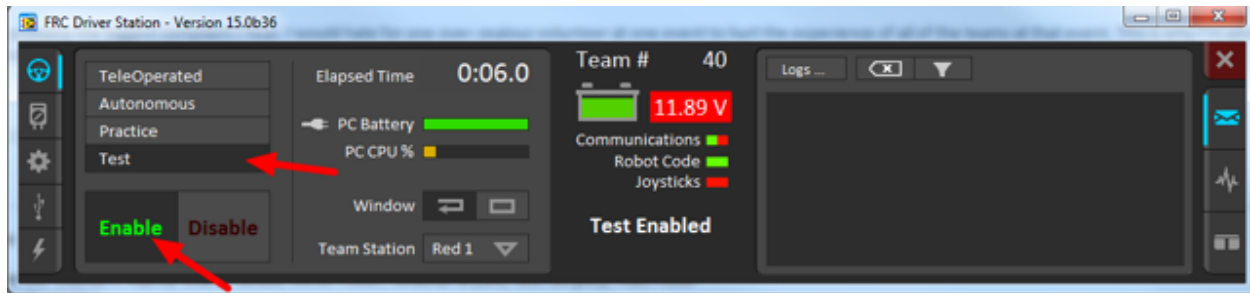 FRC Driver Station - Version 15.0b36
TeleOperated
Autonomous
Practice
Test
Enable Disable
Elapsed Time 0:06.0
PC Battery
PC CPU %
Window
Team Station Red 1
Team # 40
11.89 V
Communications
Robot Code
Joysticks
Test Enabled
Logs ...